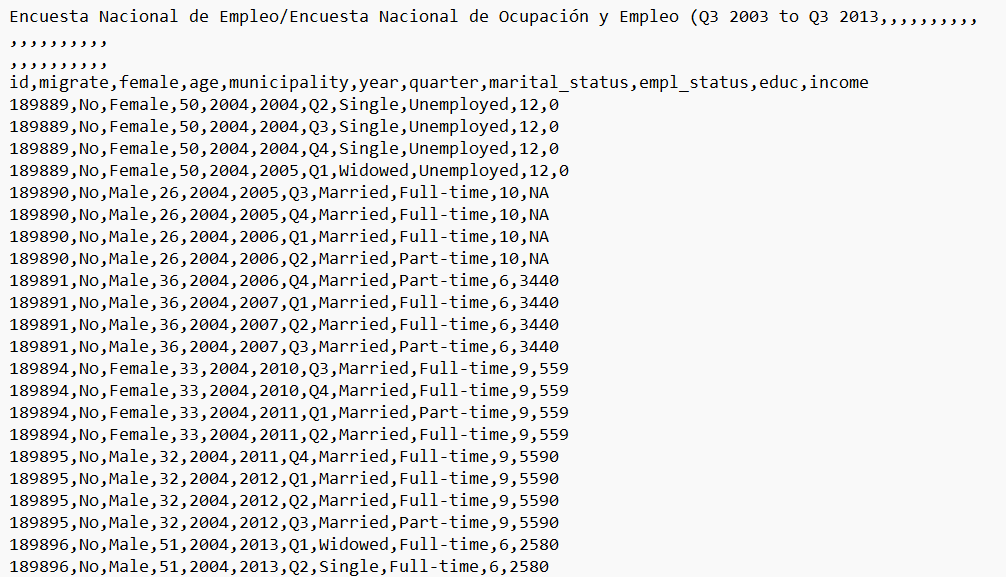 Encuesta Nacional de Empleo/Encuesta Nacional de Ocupación y Empleo (Q3 2003 to Q3 2013,,,,,,,,,,
,,,,,,,,,,
,,,,,,,,,,
id,migrate,female,age,municipality,year,quarter,marital_status,empl_status,educ,income
189889,No,Female,50,2004,2004,Q2,Single,Unemployed,12,0
189889,No,Female,50,2004,2004,Q3,Single,Unemployed,12,0
189889,No,Female,50,2004,2004,Q4,Single,Unemployed,12,0
189889,No,Female,50,2004,2005,Q1,Widowed,Unemployed,12,0
189890,No,Male,26,2004,2005,Q3,Married,Full-time,10,NA
189890,No,Male,26,2004,2005,Q4,Married,Full-time,10,NA
189890,No,Male,26,2004,2006,Q1,Married,Full-time,10,NA
189890,No,Male,26,2004,2006,Q2,Married,Part-time,10,NA
189891,No,Male,36,2004,2006,Q4,Married,Part-time,6,3440
189891,No,Male,36,2004,2007,Q1,Married,Full-time,6,3440
189891,No,Male,36,2004,2007,Q2,Married,Full-time,6,3440
189891,No,Male,36,2004,2007,Q3,Married,Part-time,6,3440
189894,No,Female,33,2004,2010,Q3,Married,Full-time,9,559
189894,No,Female,33,2004,2010,Q4,Married,Full-time,9,559
189894,No,Female,33,2004,2011,Q1,Married,Part-time,9,559
189894,No,Female,33,2004,2011,Q2,Married,Full-time,9,559
189895,No,Male,32,2004,2011,Q4,Married,Full-time,9,5590
189895,No,Male,32,2004,2012,Q1,Married,Full-time,9,5590
189895,No,Male,32,2004,2012,Q2,Married,Full-time,9,5590
189895,No,Male,32,2004,2012,Q3,Married,Part-time,9,5590
189896,No,Male,51,2004,2013,Q1,Widowed,Full-time,6,2580
189896,No,Male,51,2004,2013,Q2,Single,Full-time,6,2580